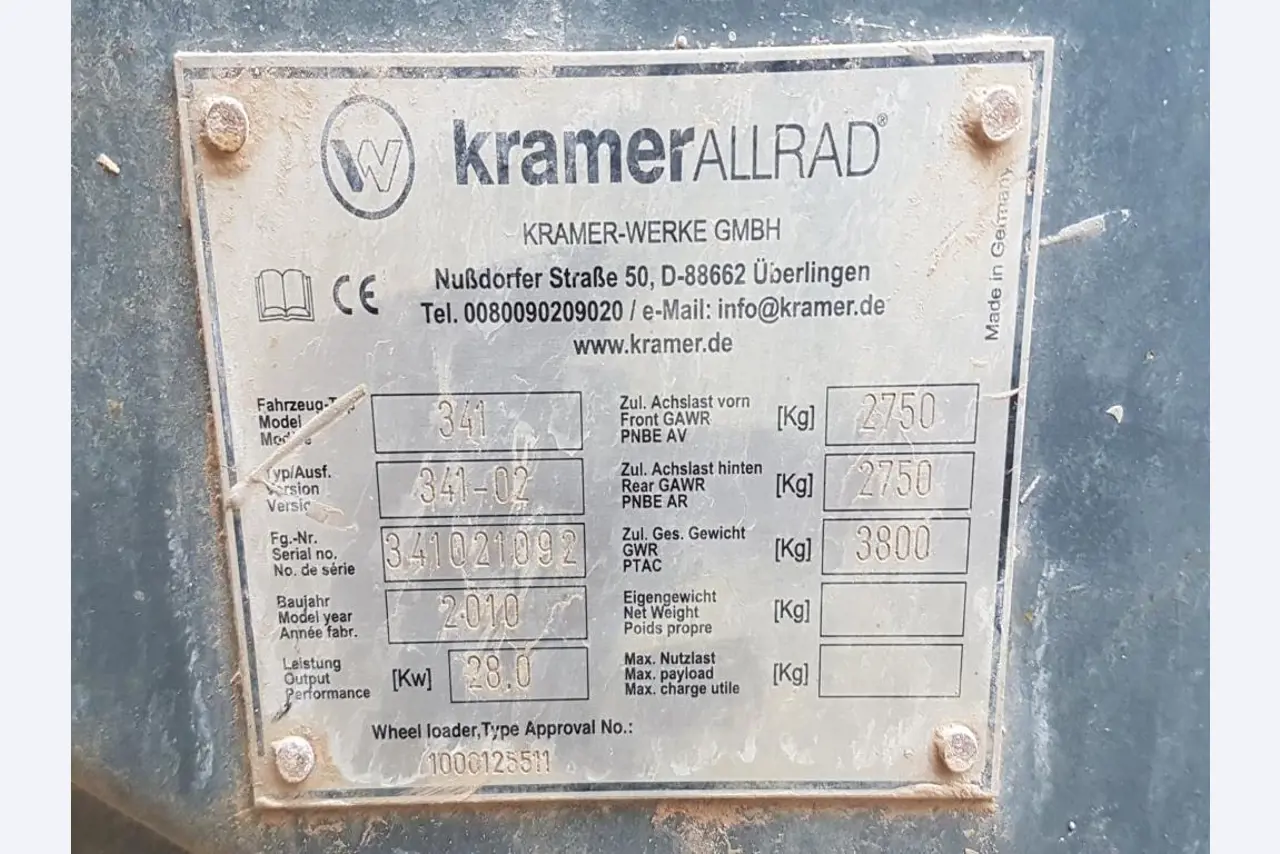 kramerALLRAD®
KRAMER-WERKE GMBH
Nußdorfer Straße 50, D-88662 Überlingen
Tel. 0080090209020 / e-Mail: info@kramer.de
www.kramer.de
CE
Made in Germany
Fahrzeug-Typ
Model
341
Typ/Ausf.
Version
Versio
341-02
Fg.-Nr.
Serial no.
No. de série
341021092
Baujahr
Model year
Année fabr.
2010
Leistung
Output
Performance
[Kw]
28.0
Zul. Achslast vorn
Front GAWR
PNBE AV
[Kg]
2750
Zul. Achslast hinten
Rear GAWR
PNBE AR
[Kg]
2750
Zul. Ges. Gewicht
GWR
PTAC
[Kg]
3800
Eigengewicht
Net Weight
Poids propre
[Kg]
Max. Nutzlast
Max. payload
Max. charge utile
[Kg]
Wheel loader,Type Approval No.:
1000125511